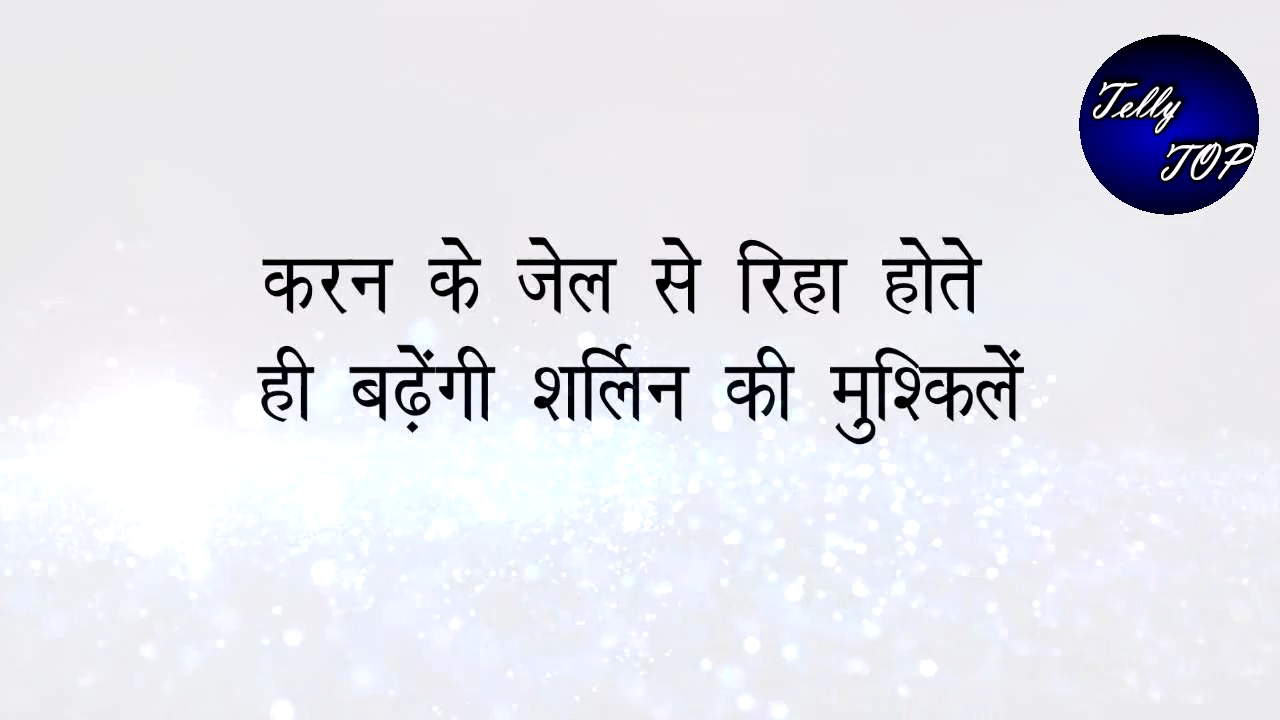 Telly
TOP
करन के जेल से रिहा होते
ही बढ़ेंगी शर्लिन की मुश्किलें